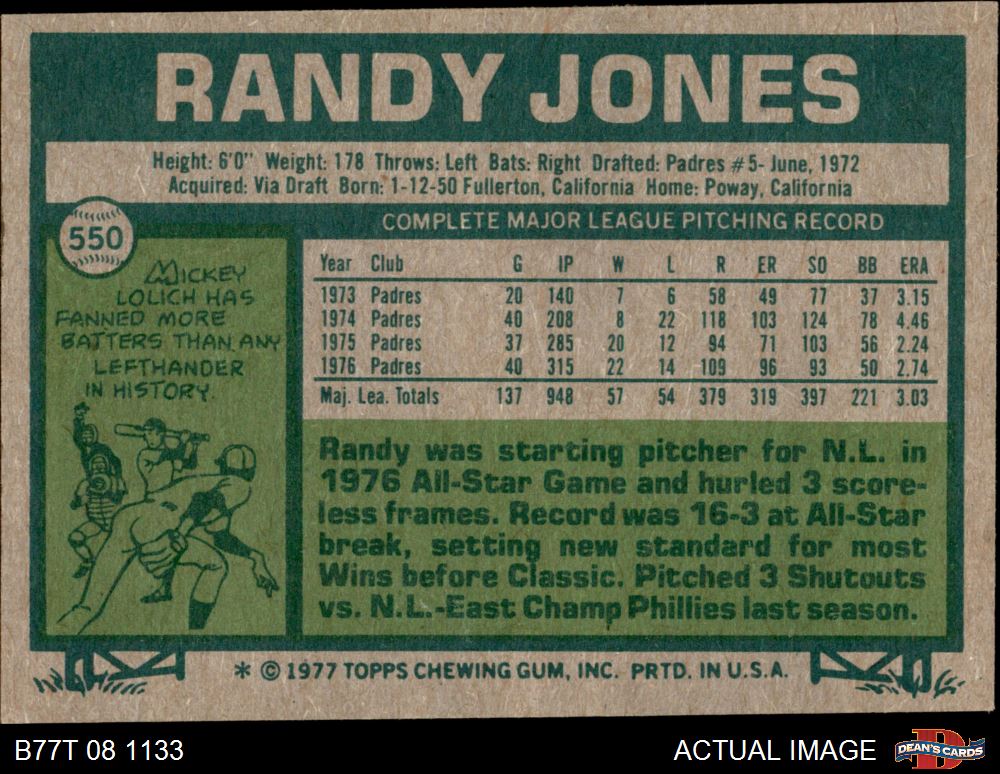 RANDY JONES
Height: 6'0" Weight: 178 Throws: Left Bats: Right Drafted: Padres #5- June, 1972
Acquired: Via Draft Born: 1-12-50 Fullerton, California Home: Poway, California
550
MICKEY
LOLICH HAS
FANNED MORE
BATTERS THAN ANY
LEFTHANDER
IN HISTORY.
COMPLETE MAJOR LEAGUE PITCHING RECORD
Year Club G IP W L R ER SO BB ERA
1973 Padres 20 140 7 6 58 49 77 37 3.15
1974 Padres 40 208 8 22 118 103 124 78 4.46
1975 Padres 37 285 20 12 94 71 103 56 2.24
1976 Padres 40 315 22 14 109 96 93 50 2.74
Maj. Lea. Totals 137 948 57 54 379 319 397 221 3.03
Randy was starting pitcher for N.L. in
1976 All-Star Game and hurled 3 score-
less frames. Record was 16-3 at All-Star
break, setting new standard for most
Wins before Classic. Pitched 3 Shutouts
vs. N.L.-East Champ Phillies last season.
* © 1977 TOPPS CHEWING GUM, INC. PRTD. IN U.S.A.
B77T 08 1133
ACTUAL IMAGE
D
DEAN'S CARDS